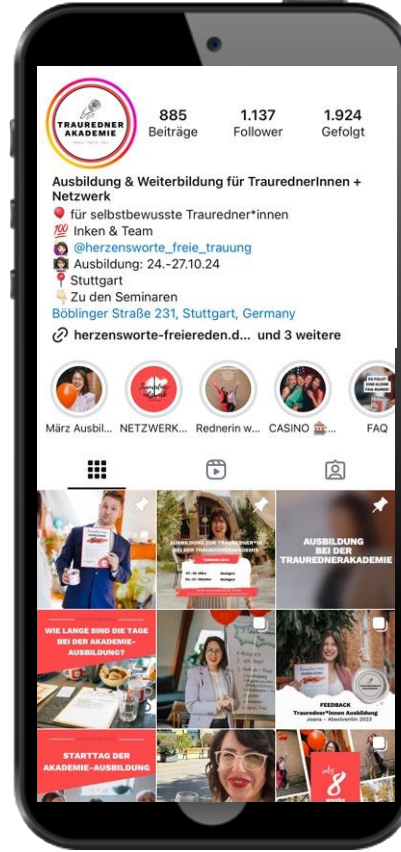 TRAUREDNER
AKADEMIE
885
1.137
1.924
Beiträge
Follower
Gefolgt
Ausbildung & Weiterbildung für TraurednerInnen +
Netzwerk
🎈 für selbstbewusste Trauredner*innen
💯 Inken & Team
@herzensworte_freie_trauung
Ausbildung: 24.-27.10.24
📍 Stuttgart
👇🏻 Zu den Seminaren
Böblinger Straße 231, Stuttgart, Germany
herzensworte-freiereden.d... und 3 weitere
März Ausbil...
NETZWERK...
Rednerin w...
CASINO 🎰...
FAQ
AUSBILDUNG ZUR TRAUREDNER*IN
BEI DER TRAUREDNERAKADEMIE
AUSBILDUNG
BEI DER
TRAUREDNERAKADEMIE
WIE LANGE SIND DIE TAGE
BEI DER AKADEMIE-
AUSBILDUNG?
FEEDBACK
Trauredner*innen Ausbildung
Joana - Absolventin 2023
STARTTAG DER
AKADEMIE-AUSBILDUNG
only
8
weeks